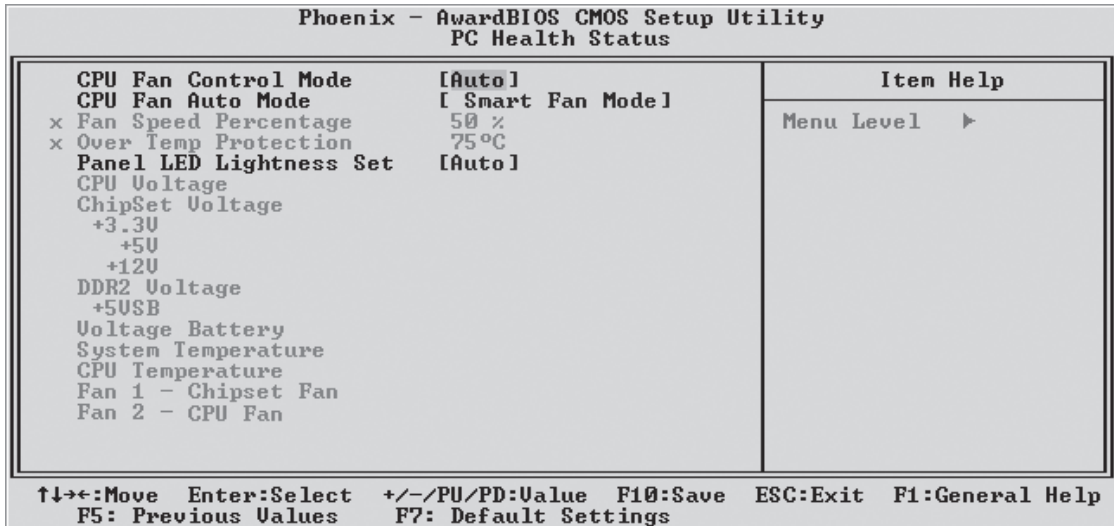 Phoenix - AwardBIOS CMOS Setup Utility
PC Health Status
CPU Fan Control Mode [Auto]
CPU Fan Auto Mode [ Smart Fan Mode]
x Fan Speed Percentage 50 %
x Over Temp Protection 75°C
Panel LED Lightness Set [Auto]
CPU Voltage
ChipSet Voltage
+3.3V
+5V
+12V
DDR2 Voltage
+5VSB
Voltage Battery
System Temperature
CPU Temperature
Fan 1 - Chipset Fan
Fan 2 - CPU Fan
Item Help
Menu Level ►
↑↓→←:Move Enter:Select +/-/PU/PD:Value F10:Save ESC:Exit F1:General Help
F5: Previous Values F7: Default Settings